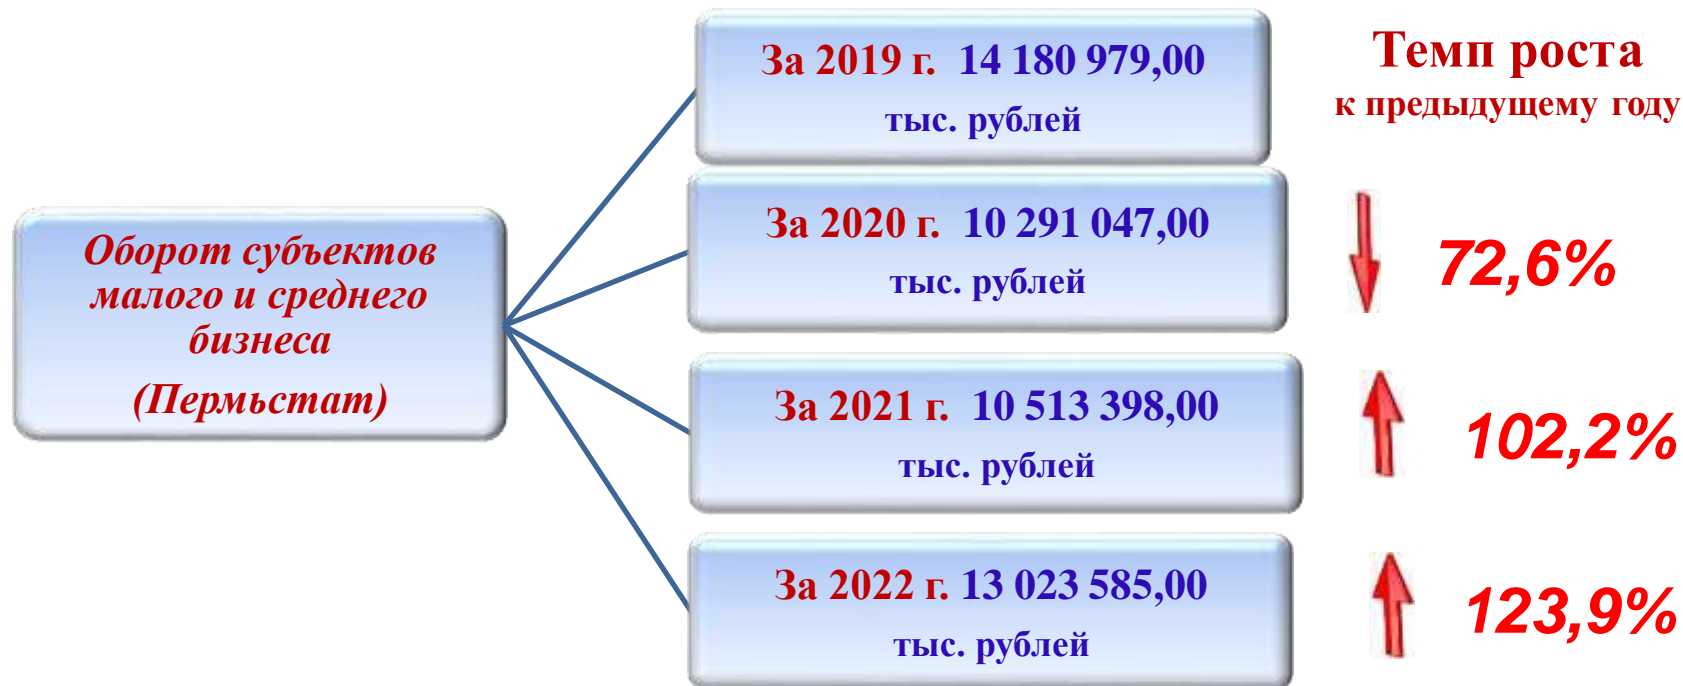 Оборот субъектов
малого и среднего
бизнеса
(Пермьстат)
За 2019 г. 14 180 979,00
тыс. рублей
За 2020 г. 10 291 047,00
тыс. рублей
За 2021 г. 10 513 398,00
тыс. рублей
За 2022 г. 13 023 585,00
тыс. рублей
Темп роста
к предыдущему году
72,6%
102,2%
123,9%